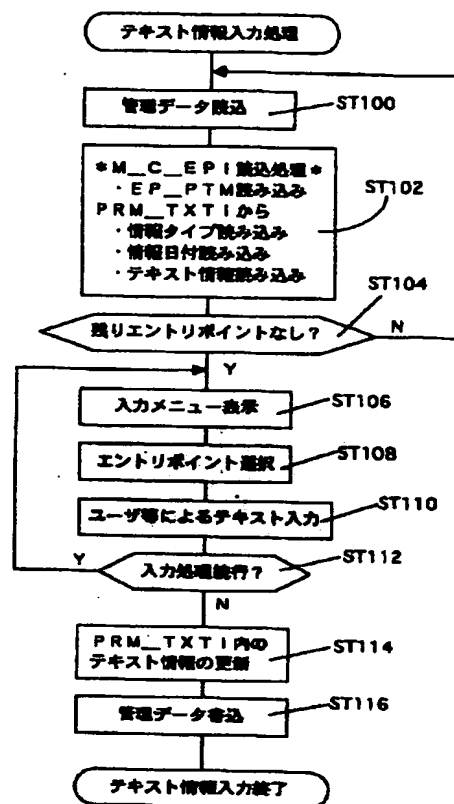 テキスト情報入力処理
管理データ読込
ST100
*M_C_EPI読込処理*
・EP_PTM読み込み
PRM_TXTIから
・情報タイプ読み込み
・情報日付読み込み
・テキスト情報読み込み
ST102
ST104
残りエントリポイントなし?
N
Y
入力メニュー表示
ST106
エントリポイント選択
ST108
ユーザ等によるテキスト入力
ST110
入力処理続行?
ST112
Y
N
PRM_TXTI内の
テキスト情報の更新
ST114
管理データ書込
ST116
テキスト情報入力終了